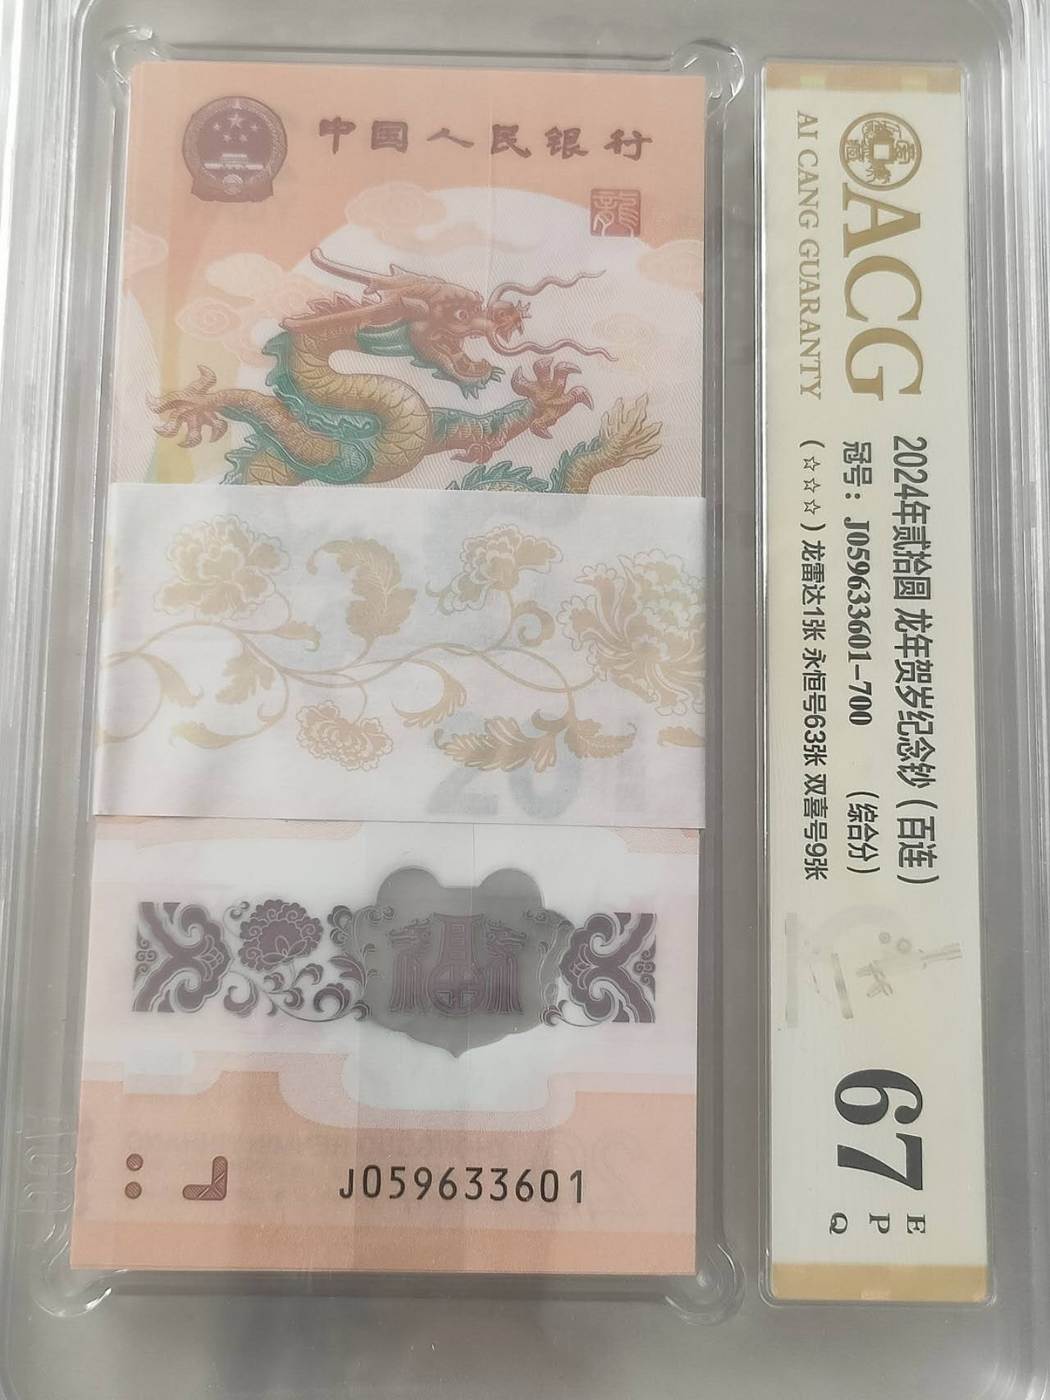 中国人民银行
龍
201
J059633601
ACG
AI CANG GUARANTY
2024年贰拾圆 龙年贺岁纪念钞（百连）
冠号：J059633601-700 （综合分）
（☆☆☆）龙雷达1张 永恒号63张 双喜号9张
67
E
P
Q